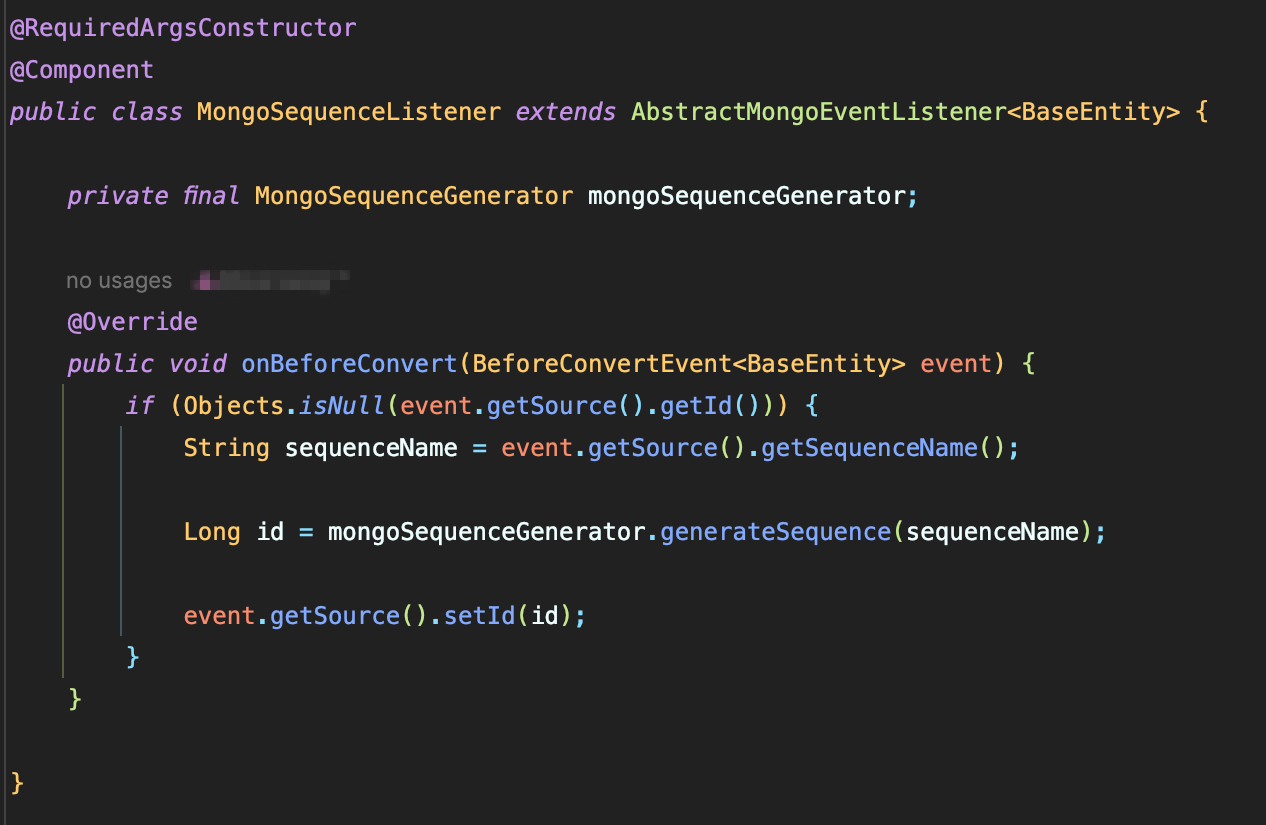 @RequiredArgsConstructor
@Component
public class MongoSequenceListener extends AbstractMongoEventListener<BaseEntity> {
private final MongoSequenceGenerator mongoSequenceGenerator;
no usages
@Override
public void onBeforeConvert(BeforeConvertEvent<BaseEntity> event) {
if (Objects.isNull(event.getSource().getId())) {
String sequenceName = event.getSource().getSequenceName();
Long id = mongoSequenceGenerator.generateSequence(sequenceName);
event.getSource().setId(id);
}
}
}